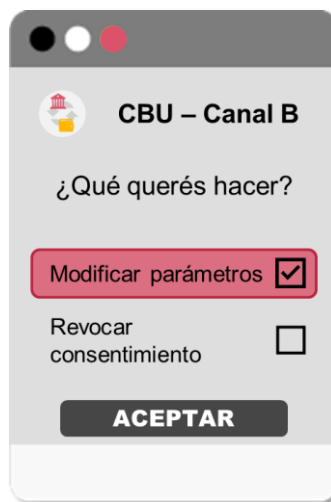 CBU – Canal B
¿Qué querés hacer?
Modificar parámetros
Revocar
consentimiento
ACEPTAR